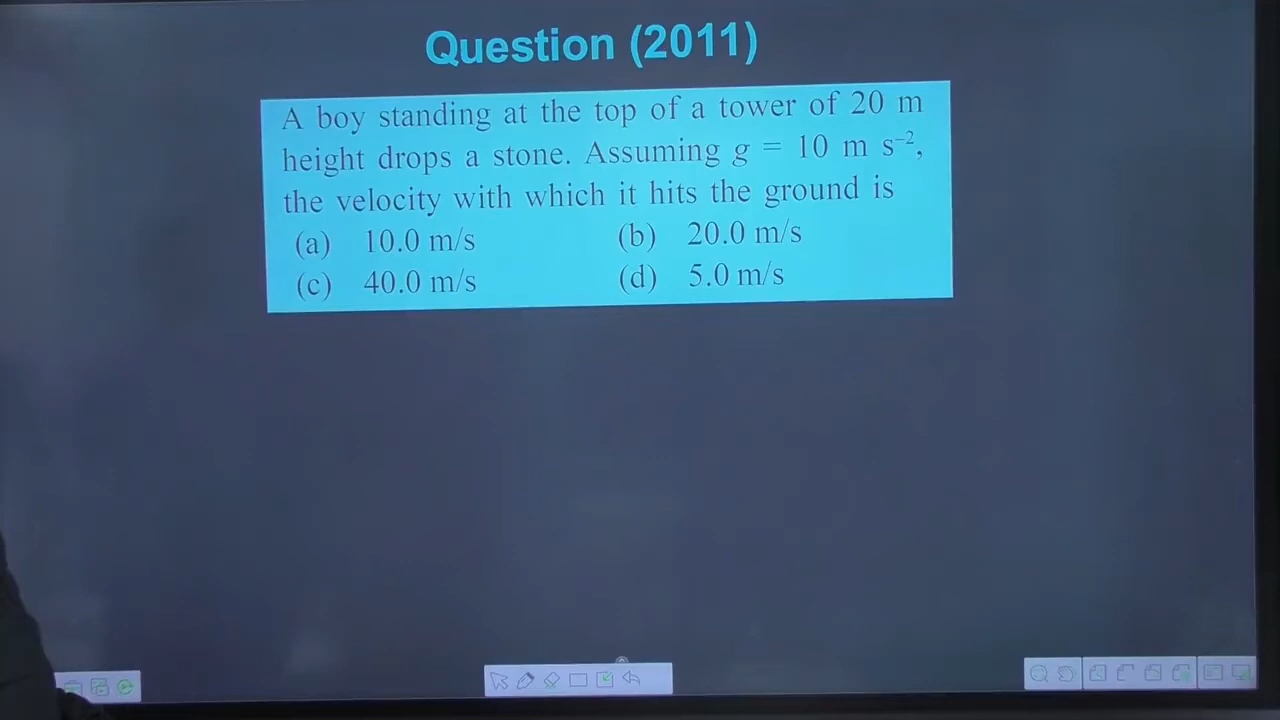 Question (2011)
A boy standing at the top of a tower of 20 m
height drops a stone. Assuming g = 10 m s⁻²,
the velocity with which it hits the ground is
(a) 10.0 m/s (b) 20.0 m/s
(c) 40.0 m/s (d) 5.0 m/s